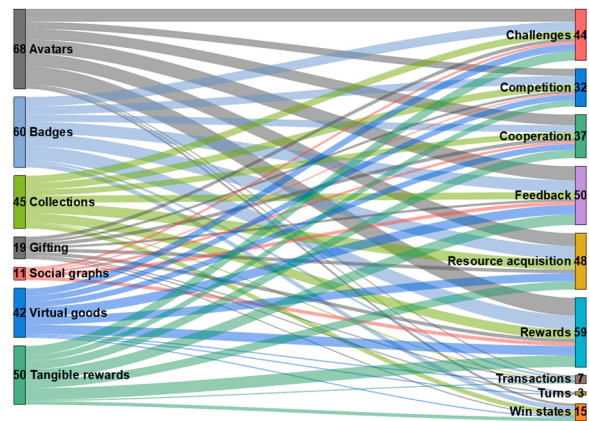 68 Avatars
60 Badges
45 Collections
19 Gifting
11 Social graphs
42 Virtual goods
50 Tangible rewards
Challenges 44
Competition 32
Cooperation 37
Feedback 50
Resource acquisition 48
Rewards 59
Transactions 7
Turns 3
Win states 15